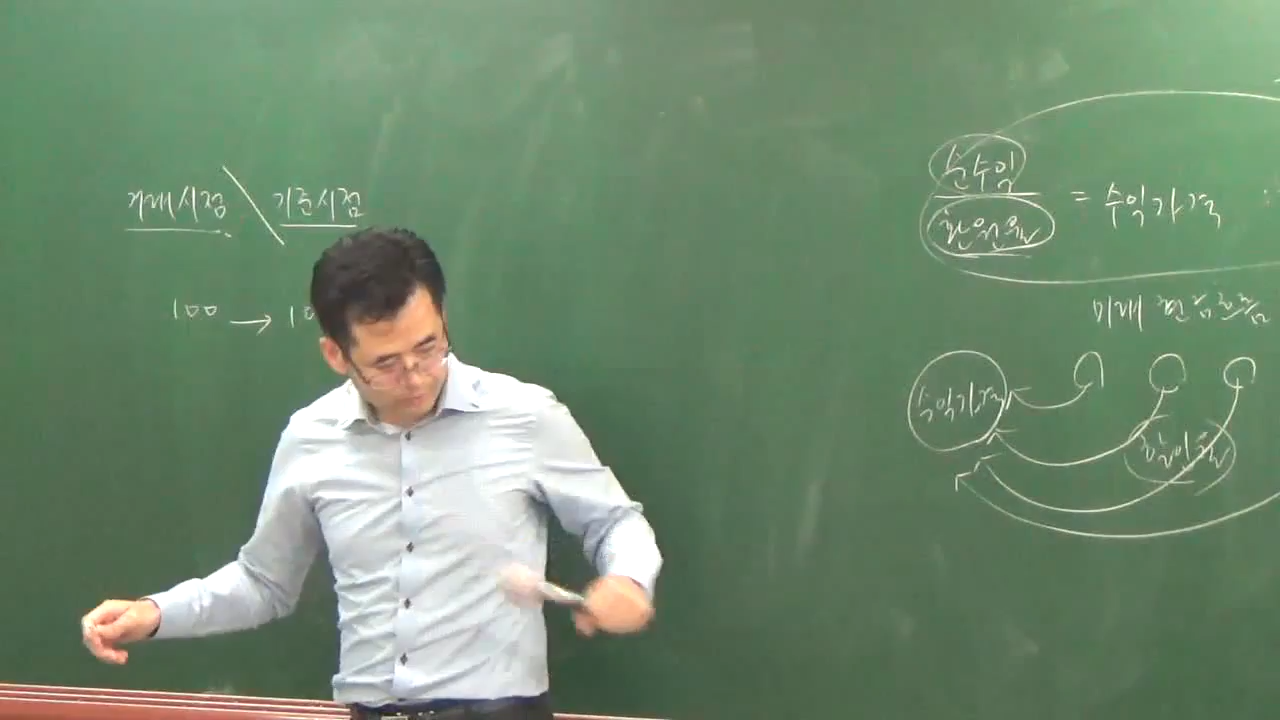 거래시점 \ 기준시점
100 → 10
순수익
환원율
= 수익가격
미래 현금흐름
수익가격
할인율